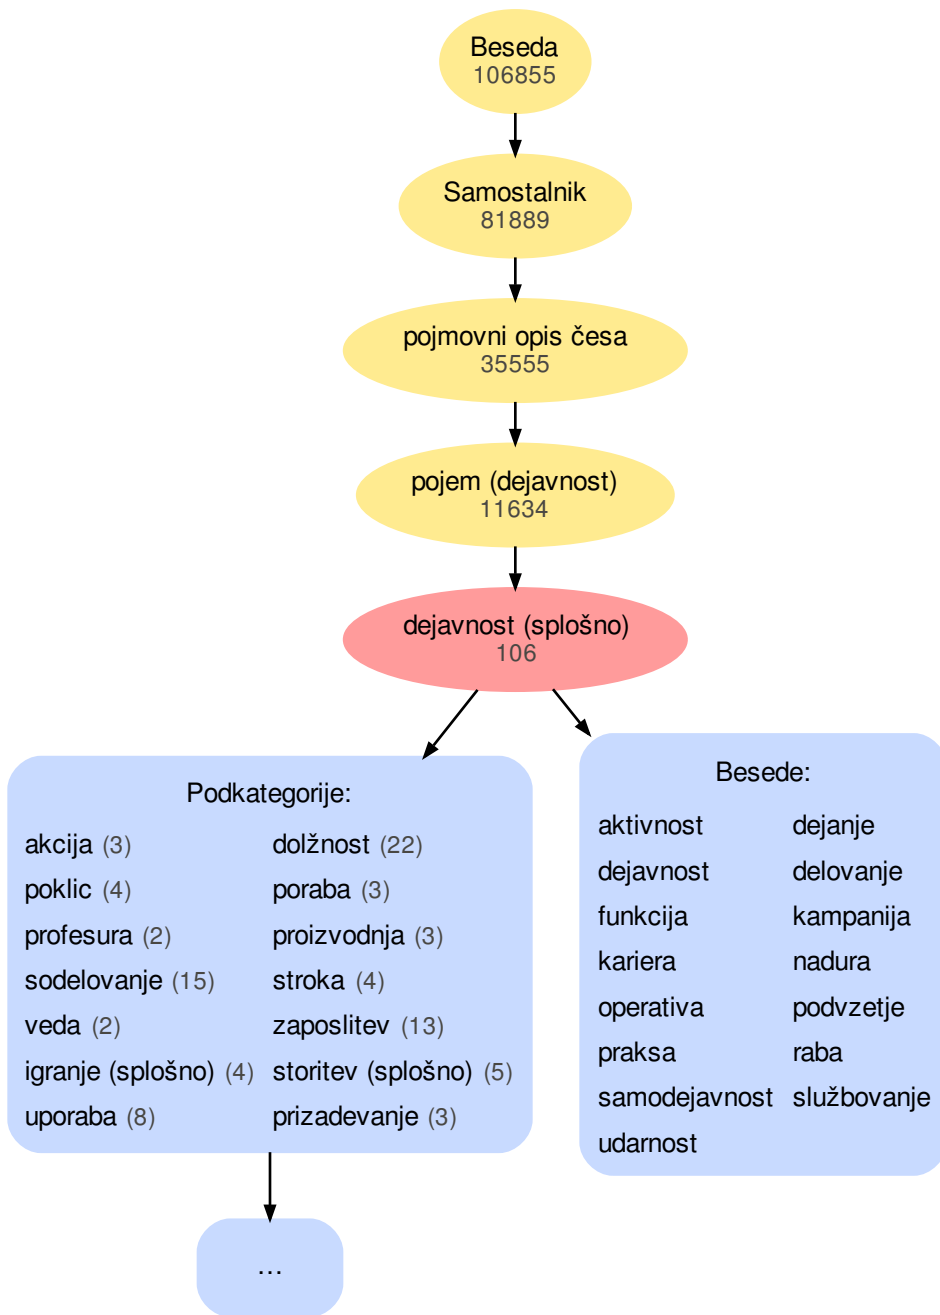 Beseda
106855
Samostalnik
81889
pojmovni opis česa
35555
pojem (dejavnost)
11634
dejavnost (splošno)
106
Podkategorije:
akcija (3) dolžnost (22)
poklic (4) poraba (3)
profesura (2) proizvodnja (3)
sodelovanje (15) stroka (4)
veda (2) zaposlitev (13)
igranje (splošno) (4) storitev (splošno) (5)
uporaba (8) prizadevanje (3)
Besede:
aktivnost dejanje
dejavnost delovanje
funkcija kampanija
kariera nadura
operativa podvzetje
praksa raba
samodejavnost službovanje
udarnost
...